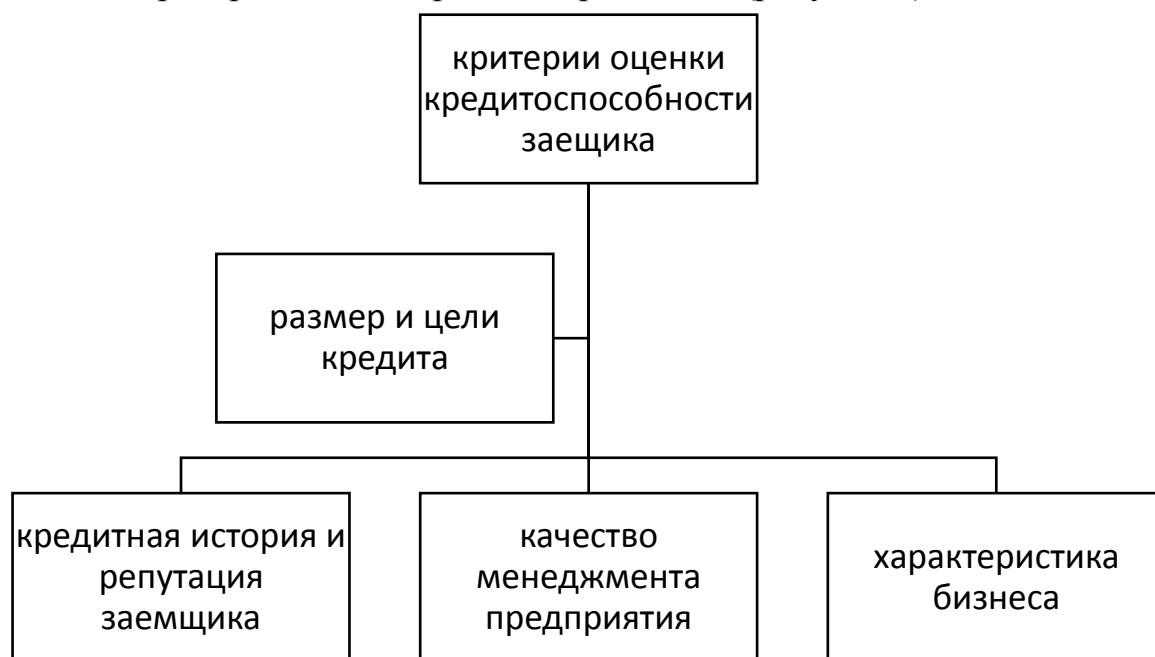 критерии оценки
кредитоспособности
заещика
размер и цели
кредита
кредитная история и
репутация
заемщика
качество
менеджмента
предприятия
характеристика
бизнеса